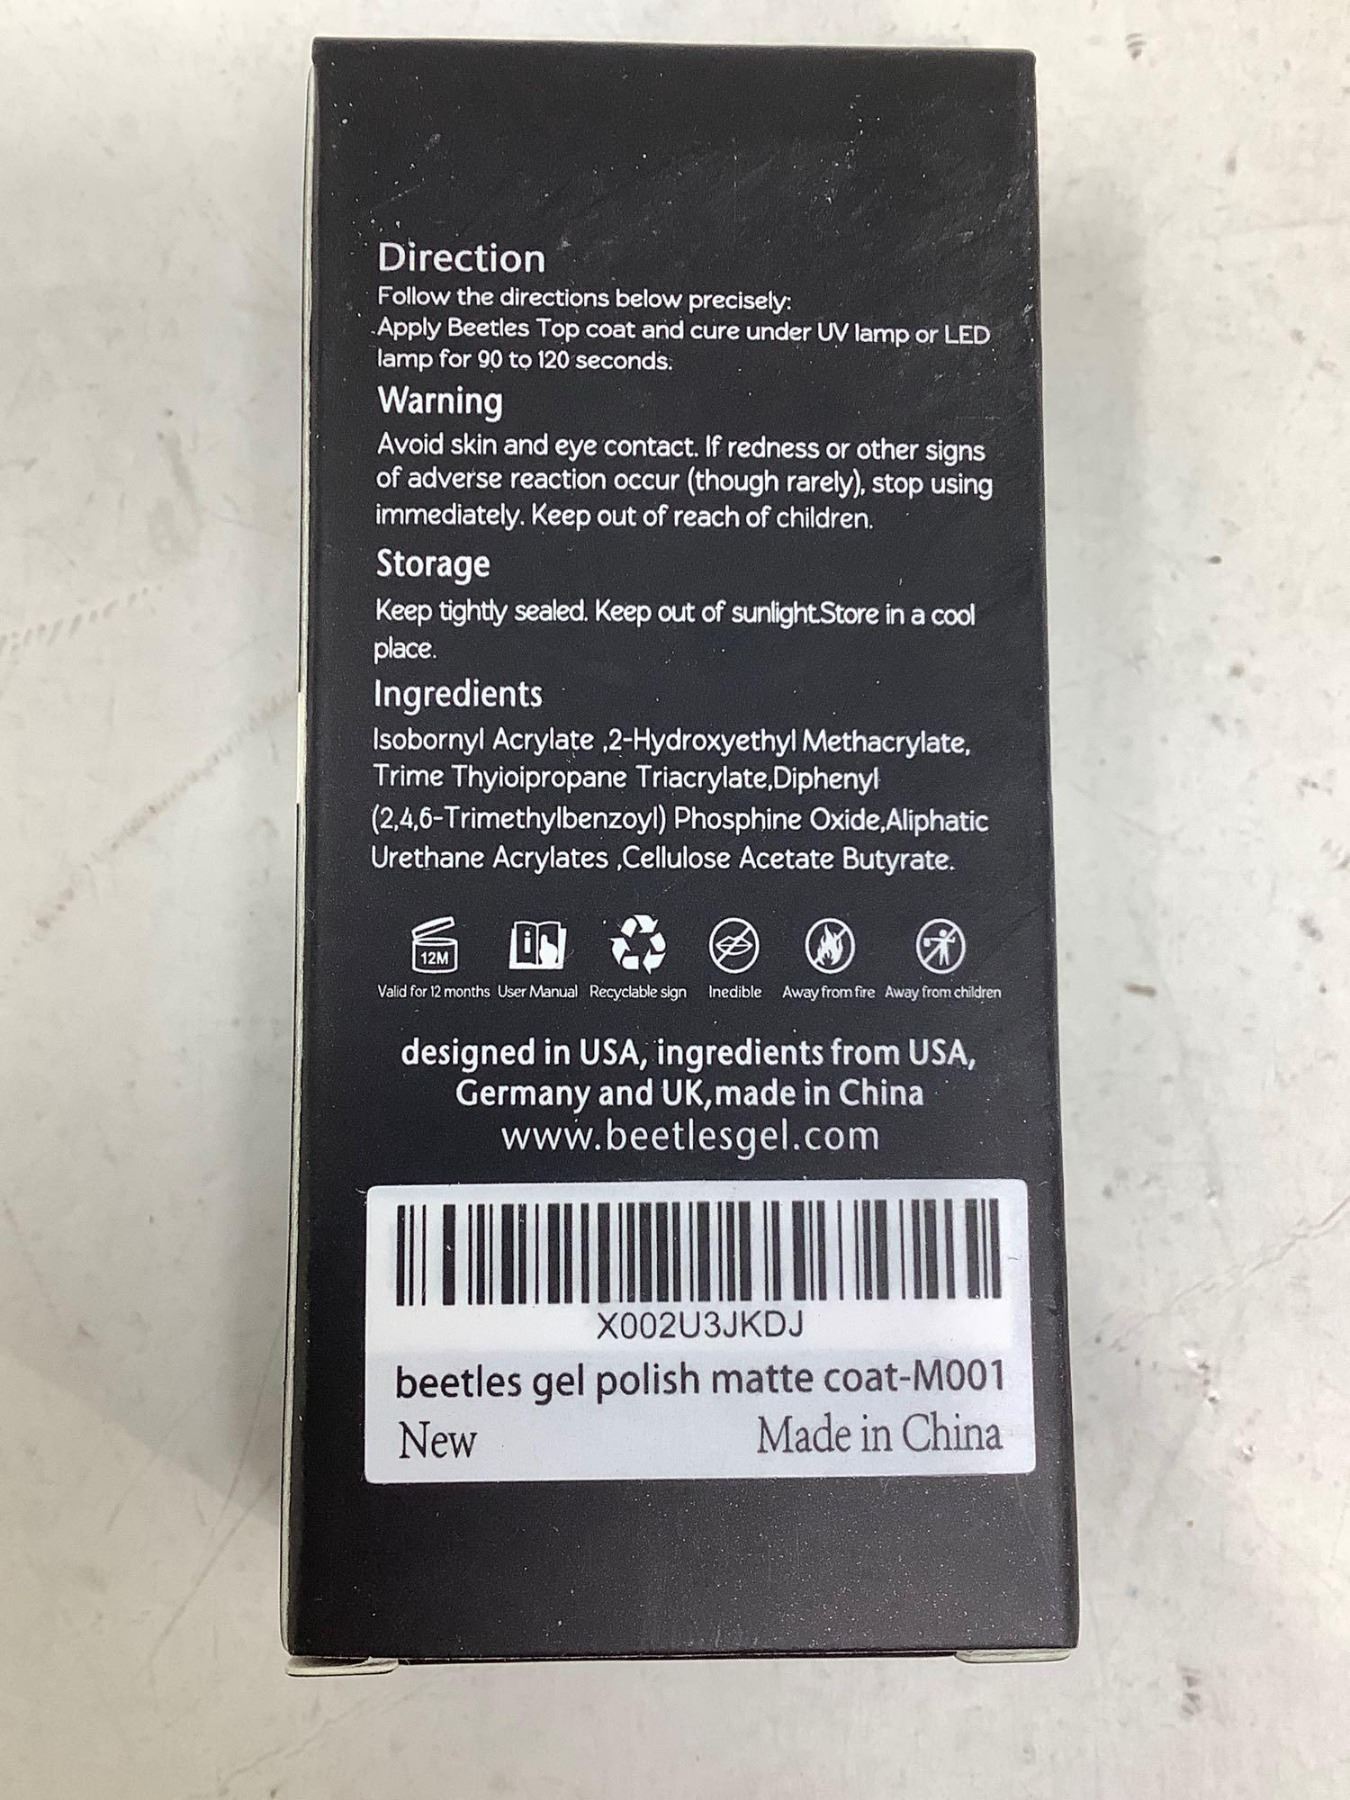 Direction
Follow the directions below precisely:
.Apply Beetles Top coat and cure under UV lamp or LED
lamp for 90 to 120 seconds.
Warning
Avoid skin and eye contact. If redness or other signs
of adverse reaction occur (though rarely), stop using
immediately. Keep out of reach of children.
Storage
Keep tightly sealed. Keep out of sunlight.Store in a cool
place.
Ingredients
Isobornyl Acrylate ,2-Hydroxyethyl Methacrylate,
Trime Thyioipropane Triacrylate,Diphenyl
(2,4,6-Trimethylbenzoyl) Phosphine Oxide,Aliphatic
Urethane Acrylates ,Cellulose Acetate Butyrate.
12M
Valid for 12 months User Manual Recyclable sign Inedible Away from fire Away from children
designed in USA, ingredients from USA,
Germany and UK,made in China
www.beetlesgel.com
X002U3JKDJ
beetles gel polish matte coat-M001
New Made in China